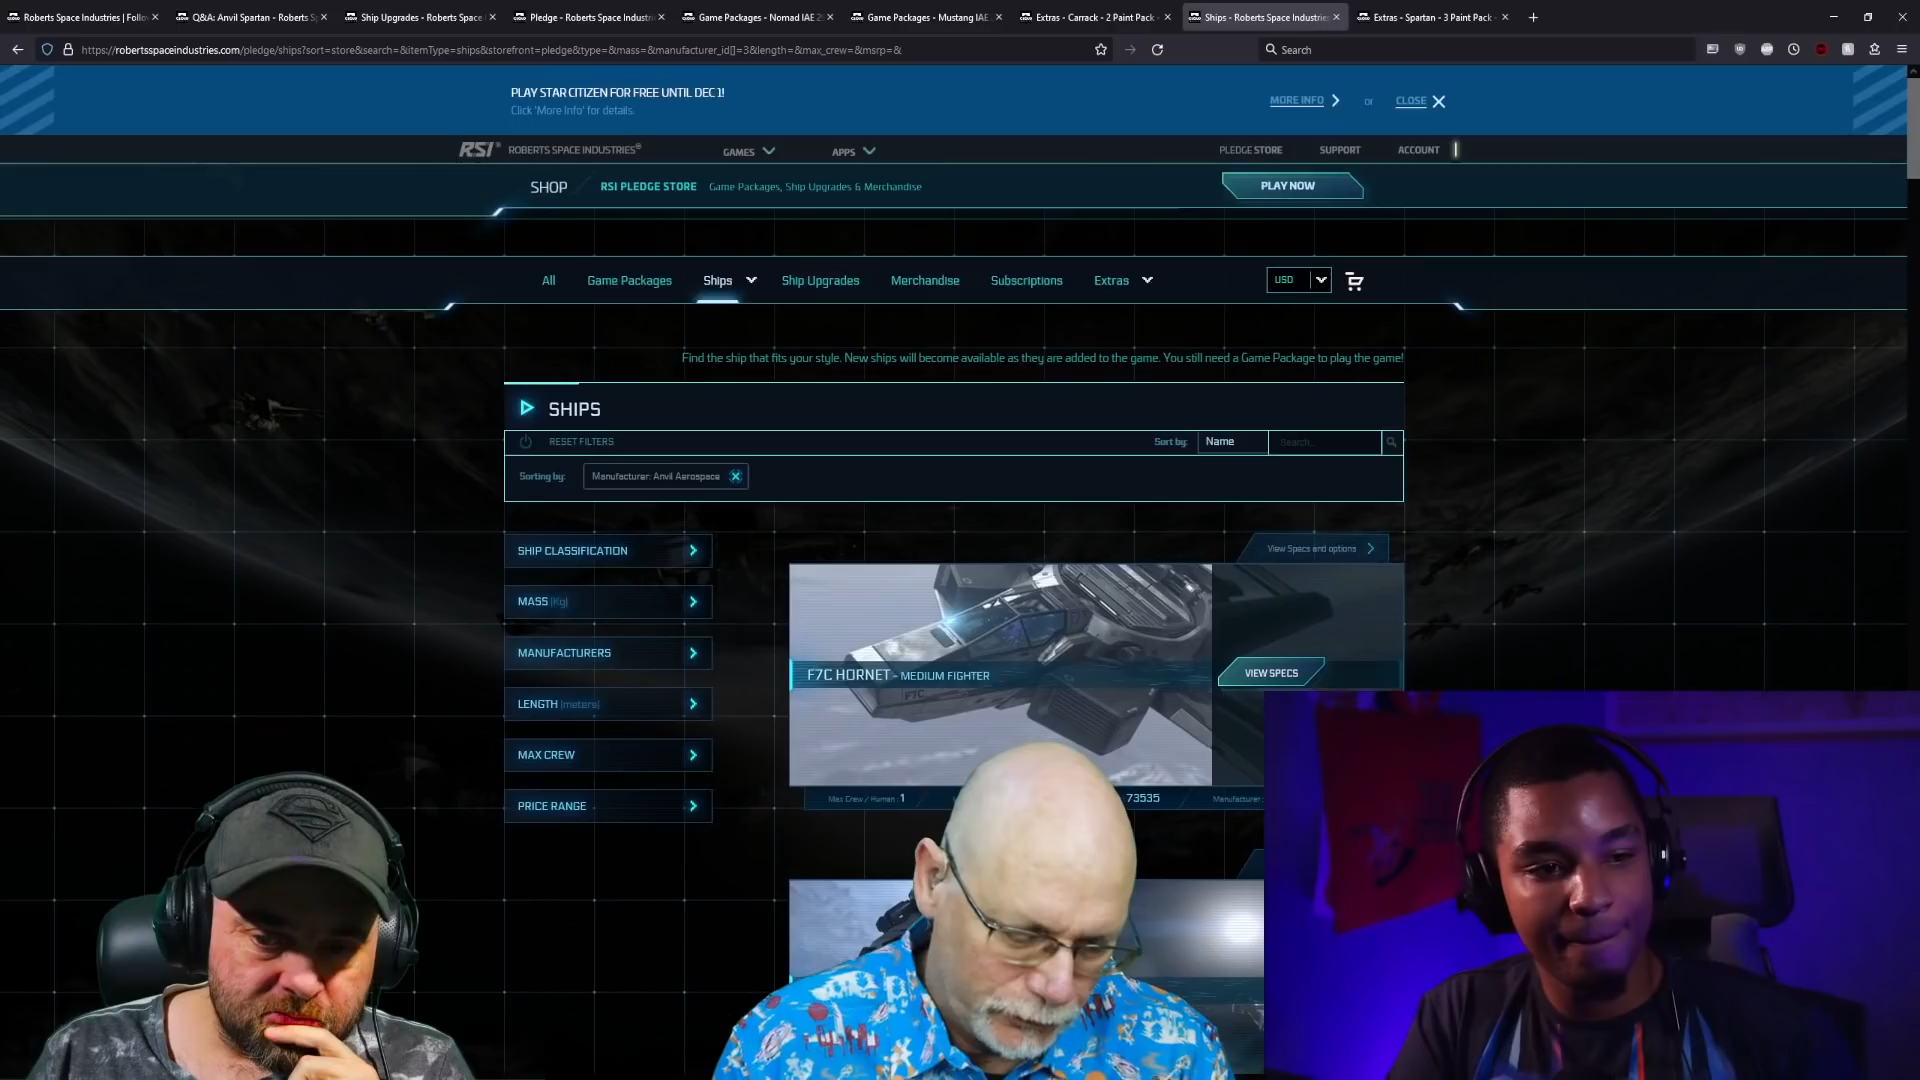 Roberts Space Industries | Follow
Q&A: Anvil Spartan - Roberts Sp
Ship Upgrades - Roberts Space
Pledge - Roberts Space Industri
Game Packages - Nomad IAE 29
Game Packages - Mustang IAE
Extras - Carrack - 2 Paint Pack -
Ships - Roberts Space Industries
Extras - Spartan - 3 Paint Pack -
https://robertsspaceindustries.com/pledge/ships?sort=store&search=&itemType=ships&storefront=pledge&type=&mass=&manufacturer_id[]=3&length=&max_crew=&msrp=&
Search
PLAY STAR CITIZEN FOR FREE UNTIL DEC 1!
Click 'More Info' for details.
MORE INFO
or
CLOSE
RSI
ROBERTS SPACE INDUSTRIES®
GAMES
APPS
PLEDGE STORE
SUPPORT
ACCOUNT
SHOP
RSI PLEDGE STORE
Game Packages, Ship Upgrades & Merchandise
PLAY NOW
All
Game Packages
Ships
Ship Upgrades
Merchandise
Subscriptions
Extras
USD
Find the ship that fits your style. New ships will become available as they are added to the game. You still need a Game Package to play the game!
SHIPS
RESET FILTERS
Sort by:
Name
Search...
Sorting by:
Manufacturer: Anvil Aerospace
SHIP CLASSIFICATION
View Specs and options
MASS (Kg)
MANUFACTURERS
LENGTH (meters)
MAX CREW
PRICE RANGE
F7C HORNET - MEDIUM FIGHTER
VIEW SPECS
F7C
Max Crew / Human : 1
73535
Manufacturer :